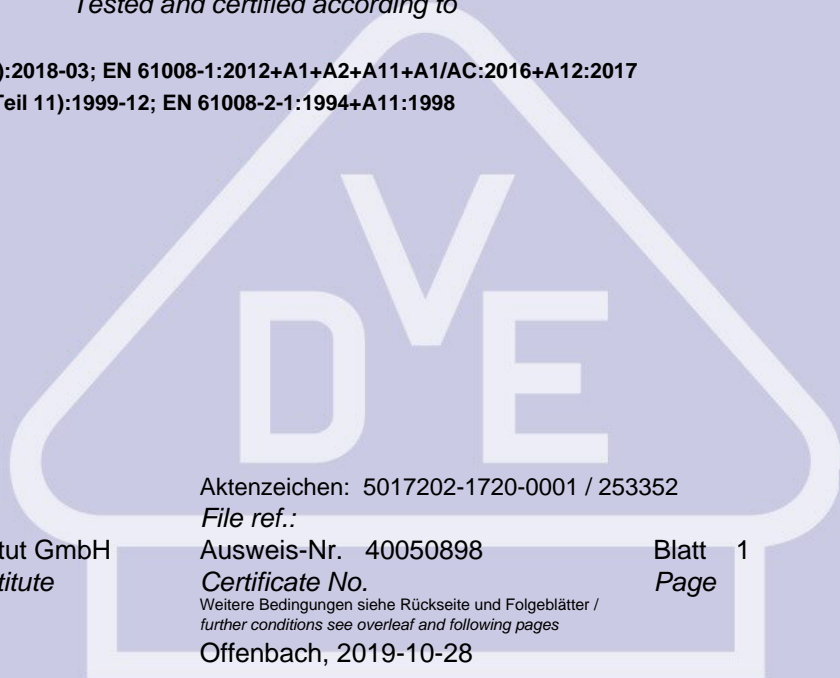 Tested and certified according to
):2018-03; EN 61008-1:2012+A1+A2+A11+A1/AC:2016+A12:2017
Teil 11):1999-12; EN 61008-2-1:1994+A11:1998
VDE
Aktenzeichen: 5017202-1720-0001 / 253352
File ref.:
tut GmbH Ausweis-Nr. 40050898 Blatt 1
titute Certificate No. Page
Weitere Bedingungen siehe Rückseite und Folgeblätter /
further conditions see overleaf and following pages
Offenbach, 2019-10-28